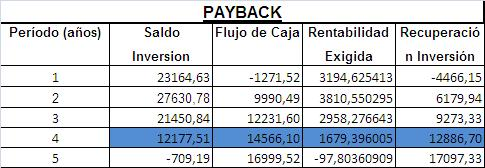 PAYBACK
Período (años) Saldo Inversion Flujo de Caja Rentabilidad Exigida Recuperació n Inversión
1 23164,63 -1271,52 3194,625413 -4466,15
2 27630,78 9990,49 3810,550295 6179,94
3 21450,84 12231,60 2958,276643 9273,33
4 12177,51 14566,10 1679,396005 12886,70
5 -709,19 16999,52 -97,80360909 17097,33